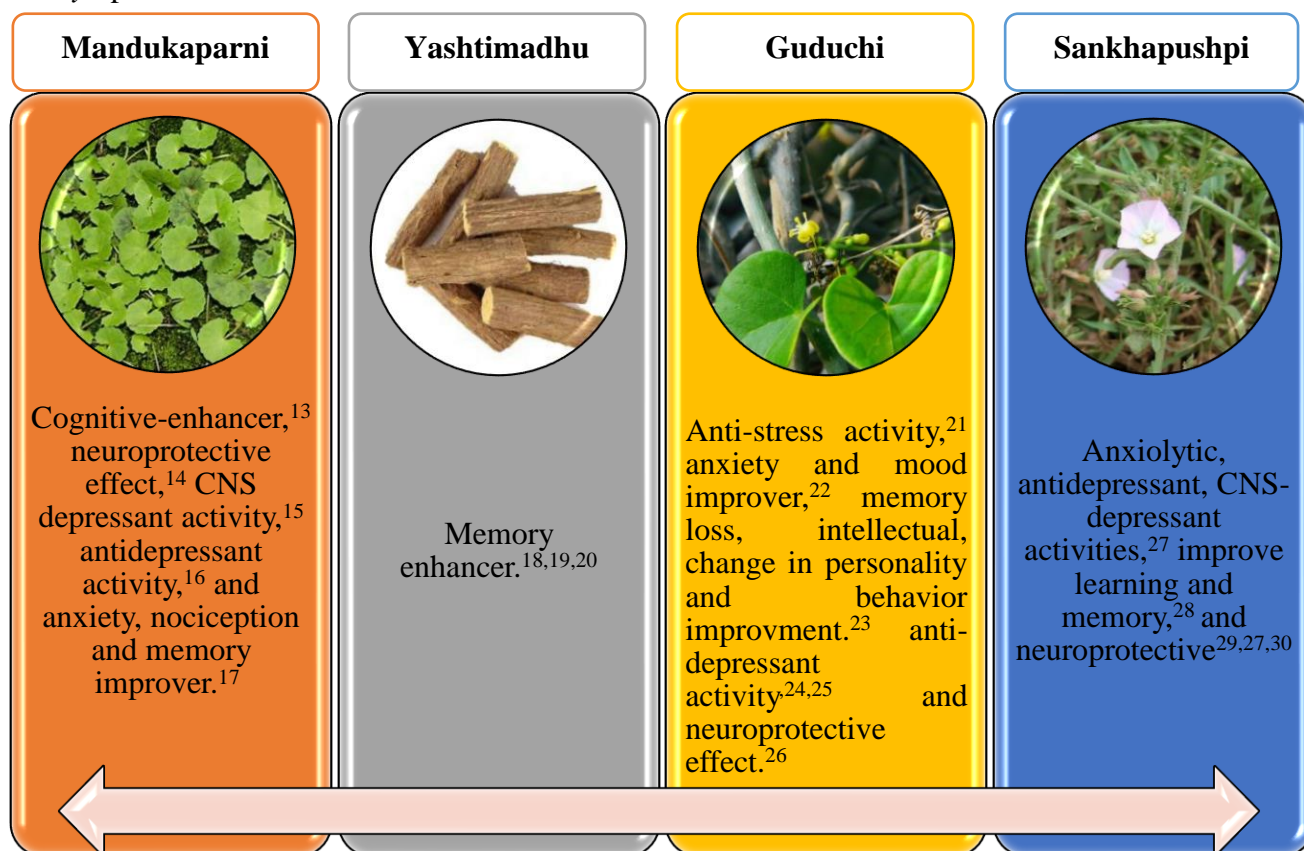 Mandukaparni
Yashtimadhu
Guduchi
Sankhapushpi
Cognitive-enhancer,13
neuroprotective
effect,14 CNS
depressant activity,15
antidepressant
activity,16 and
anxiety, nociception
and memory
improver.17
Memory
enhancer.18,19,20
Anti-stress activity,21
anxiety and mood
improver,22 memory
loss, intellectual,
change in personality
and behavior
improvment.23 anti-
depressant
activity.24,25 and
neuroprotective
effect.26
Anxiolytic,
antidepressant, CNS-
depressant
activities,27 improve
learning and
memory,28 and
neuroprotective29,27,30